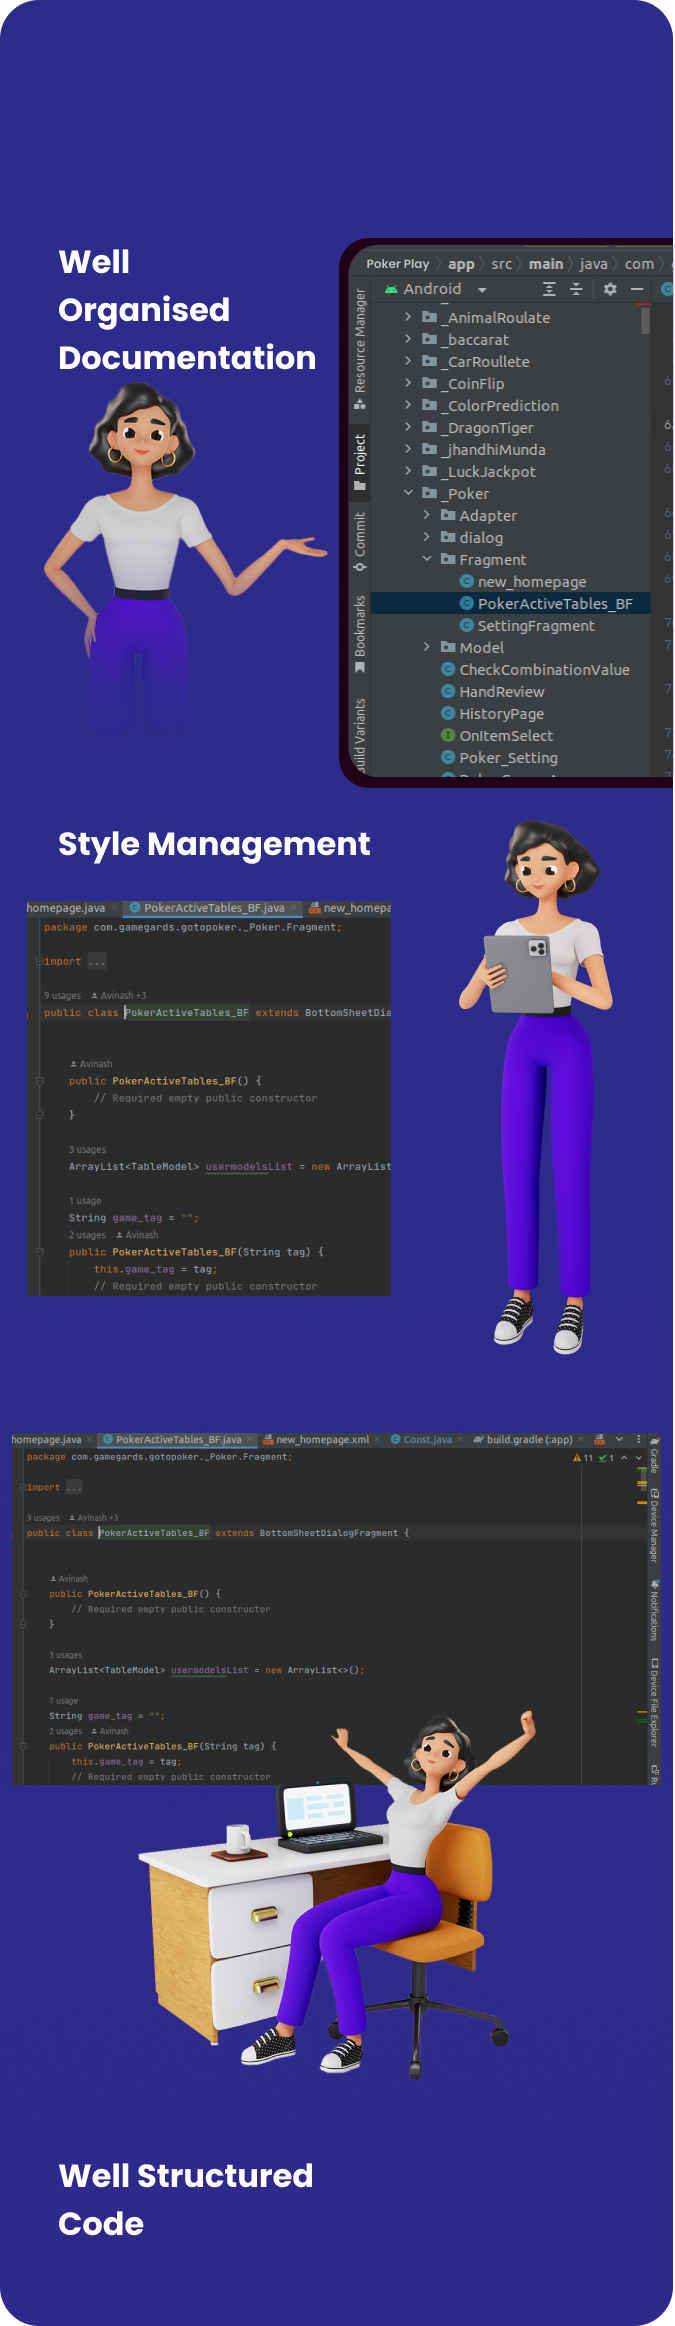 Well
Organised
Documentation
Poker Play 〉 app 〉 src 〉 main 〉 java 〉 com 〉
Android
_AnimalRoulate
_baccarat
_CarRoullete
_CoinFlip
_ColorPrediction
_DragonTiger
_jhandhiMunda
_LuckJackpot
_Poker
Adapter
dialog
Fragment
new_homepage
PokerActiveTables_BF
SettingFragment
Model
CheckCombinationValue
HandReview
HistoryPage
OnItemSelect
Poker_Setting
Resource Manager
Project
Commit
Bookmarks
uild Variants
Style Management
homepage.java × PokerActiveTables_BF.java × new_homepa
package com.gamegards.gotopoker._Poker.Fragment;
import ...
9 usages Avinash +3
public class PokerActiveTables_BF extends BottomSheetDia
Avinash
public PokerActiveTables_BF() {
// Required empty public constructor
}
3 usages
ArrayList<TableModel> usermodelsList = new ArrayList
1 usage
String game_tag = "";
2 usages Avinash
public PokerActiveTables_BF(String tag) {
this.game_tag = tag;
// Required empty public constructor
homepage.java × PokerActiveTables_BF.java × new_homepage.xml × Const.java × build.gradle (:app) ×
package com.gamegards.gotopoker._Poker.Fragment;
11 1
import ...
9 usages Avinash +3
public class PokerActiveTables_BF extends BottomSheetDialogFragment {
Avinash
public PokerActiveTables_BF() {
// Required empty public constructor
}
3 usages
ArrayList<TableModel> usermodelsList = new ArrayList<>();
1 usage
String game_tag = "";
2 usages Avinash
public PokerActiveTables_BF(String tag) {
this.game_tag = tag;
// Required empty public constructor
Gradle
Device Manager
Notifications
Device File Explorer
Well Structured
Code